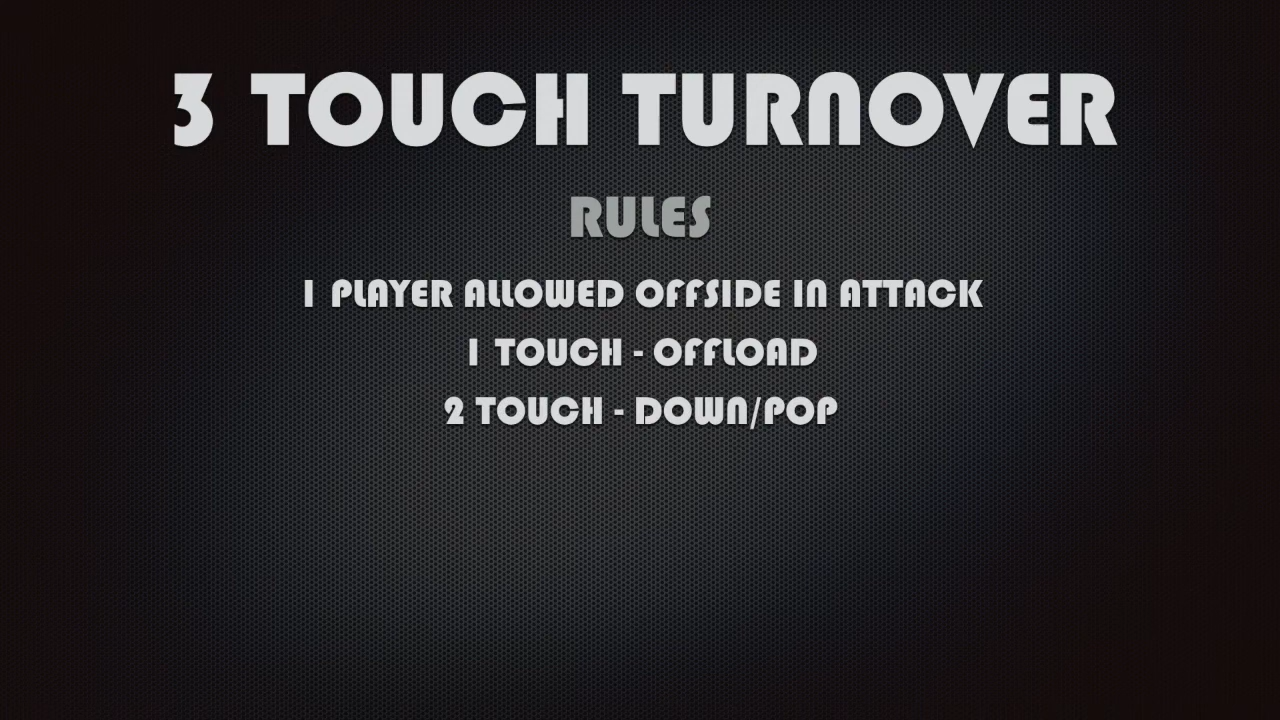 3 TOUCH TURNOVER
RULES
1 PLAYER ALLOWED OFFSIDE IN ATTACK
1 TOUCH - OFFLOAD
2 TOUCH - DOWN/POP